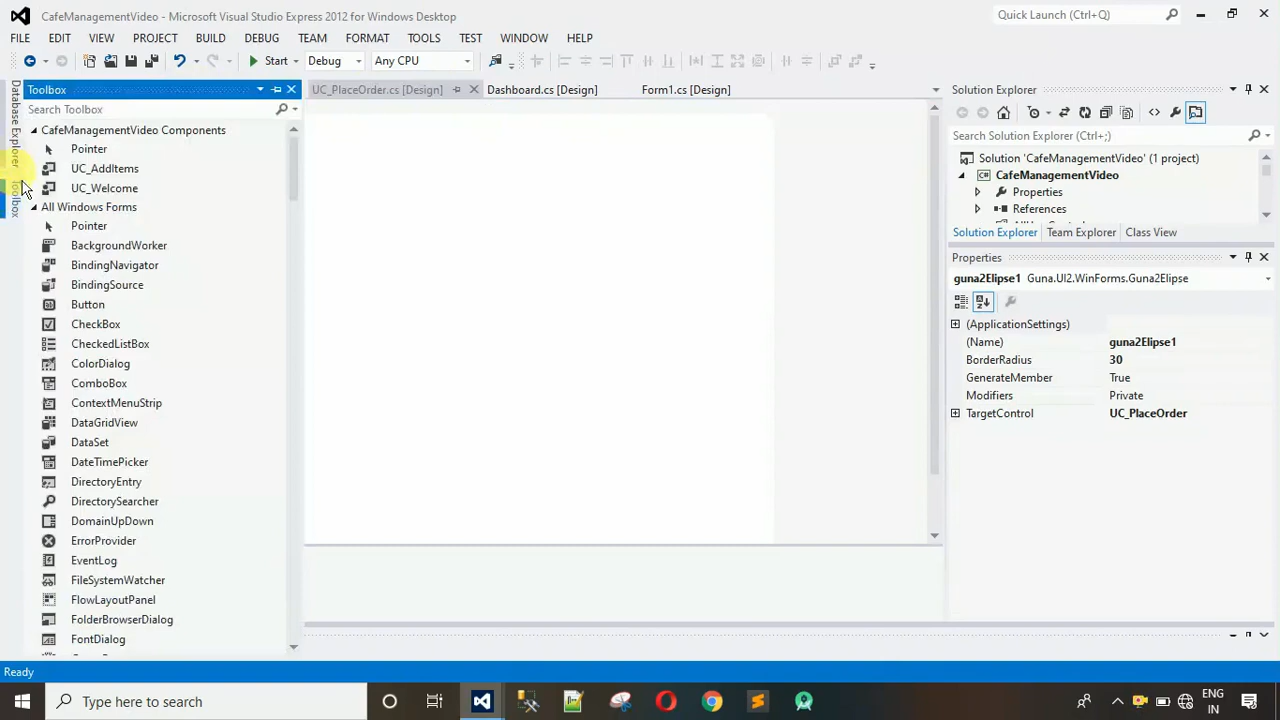 CafeManagementVideo - Microsoft Visual Studio Express 2012 for Windows Desktop
Quick Launch (Ctrl+Q)
FILE EDIT VIEW PROJECT BUILD DEBUG TEAM FORMAT TOOLS TEST WINDOW HELP
Start Debug Any CPU
Database Explorer
Toolbox
Toolbox
Search Toolbox
CafeManagementVideo Components
Pointer
UC_AddItems
UC_Welcome
All Windows Forms
Pointer
BackgroundWorker
BindingNavigator
BindingSource
Button
CheckBox
CheckedListBox
ColorDialog
ComboBox
ContextMenuStrip
DataGridView
DataSet
DateTimePicker
DirectoryEntry
DirectorySearcher
DomainUpDown
ErrorProvider
EventLog
FileSystemWatcher
FlowLayoutPanel
FolderBrowserDialog
FontDialog
UC_PlaceOrder.cs [Design] Dashboard.cs [Design] Form1.cs [Design]
Solution Explorer
Search Solution Explorer (Ctrl+;)
Solution 'CafeManagementVideo' (1 project)
CafeManagementVideo
Properties
References
Solution Explorer Team Explorer Class View
Properties
guna2Elipse1 Guna.UI2.WinForms.Guna2Elipse
(ApplicationSettings)
(Name) guna2Elipse1
BorderRadius 30
GenerateMember True
Modifiers Private
TargetControl UC_PlaceOrder
Ready
Type here to search
ENG
IN